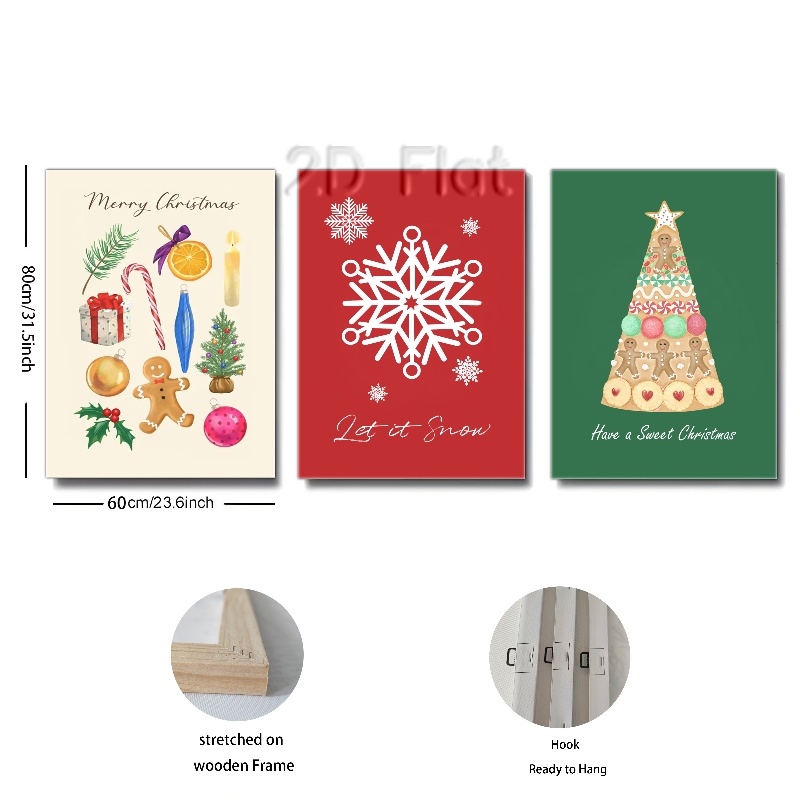 2D Flat
Merry Christmas
80cm/31.5inch
Let it Snow
Have a Sweet Christmas
60cm/23.6inch
stretched on
wooden Frame
Hook
Ready to Hang